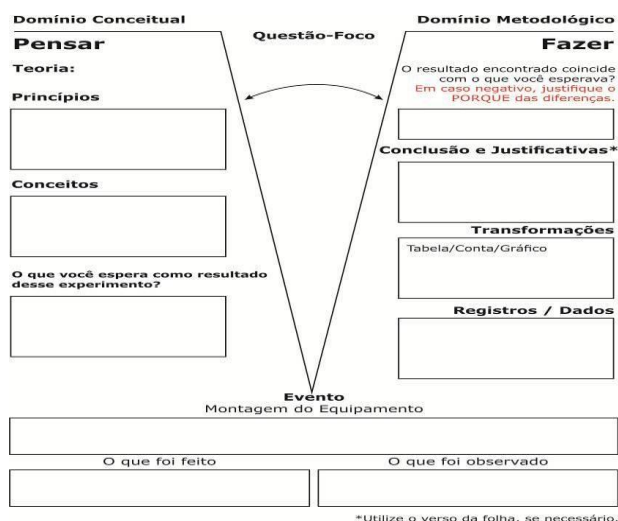 Domínio Conceitual
Pensar
Teoria:
Princípios
Conceitos
O que você espera como resultado
desse experimento?
Questão-Foco
Domínio Metodológico
Fazer
O resultado encontrado coincide
com o que você esperava?
Em caso negativo, justifique o
PORQUE das diferenças.
Conclusão e Justificativas*
Transformações
Tabela/Conta/Gráfico
Registros / Dados
Evento
Montagem do Equipamento
O que foi feito
O que foi observado
*Utilize o verso da folha, se necessário.